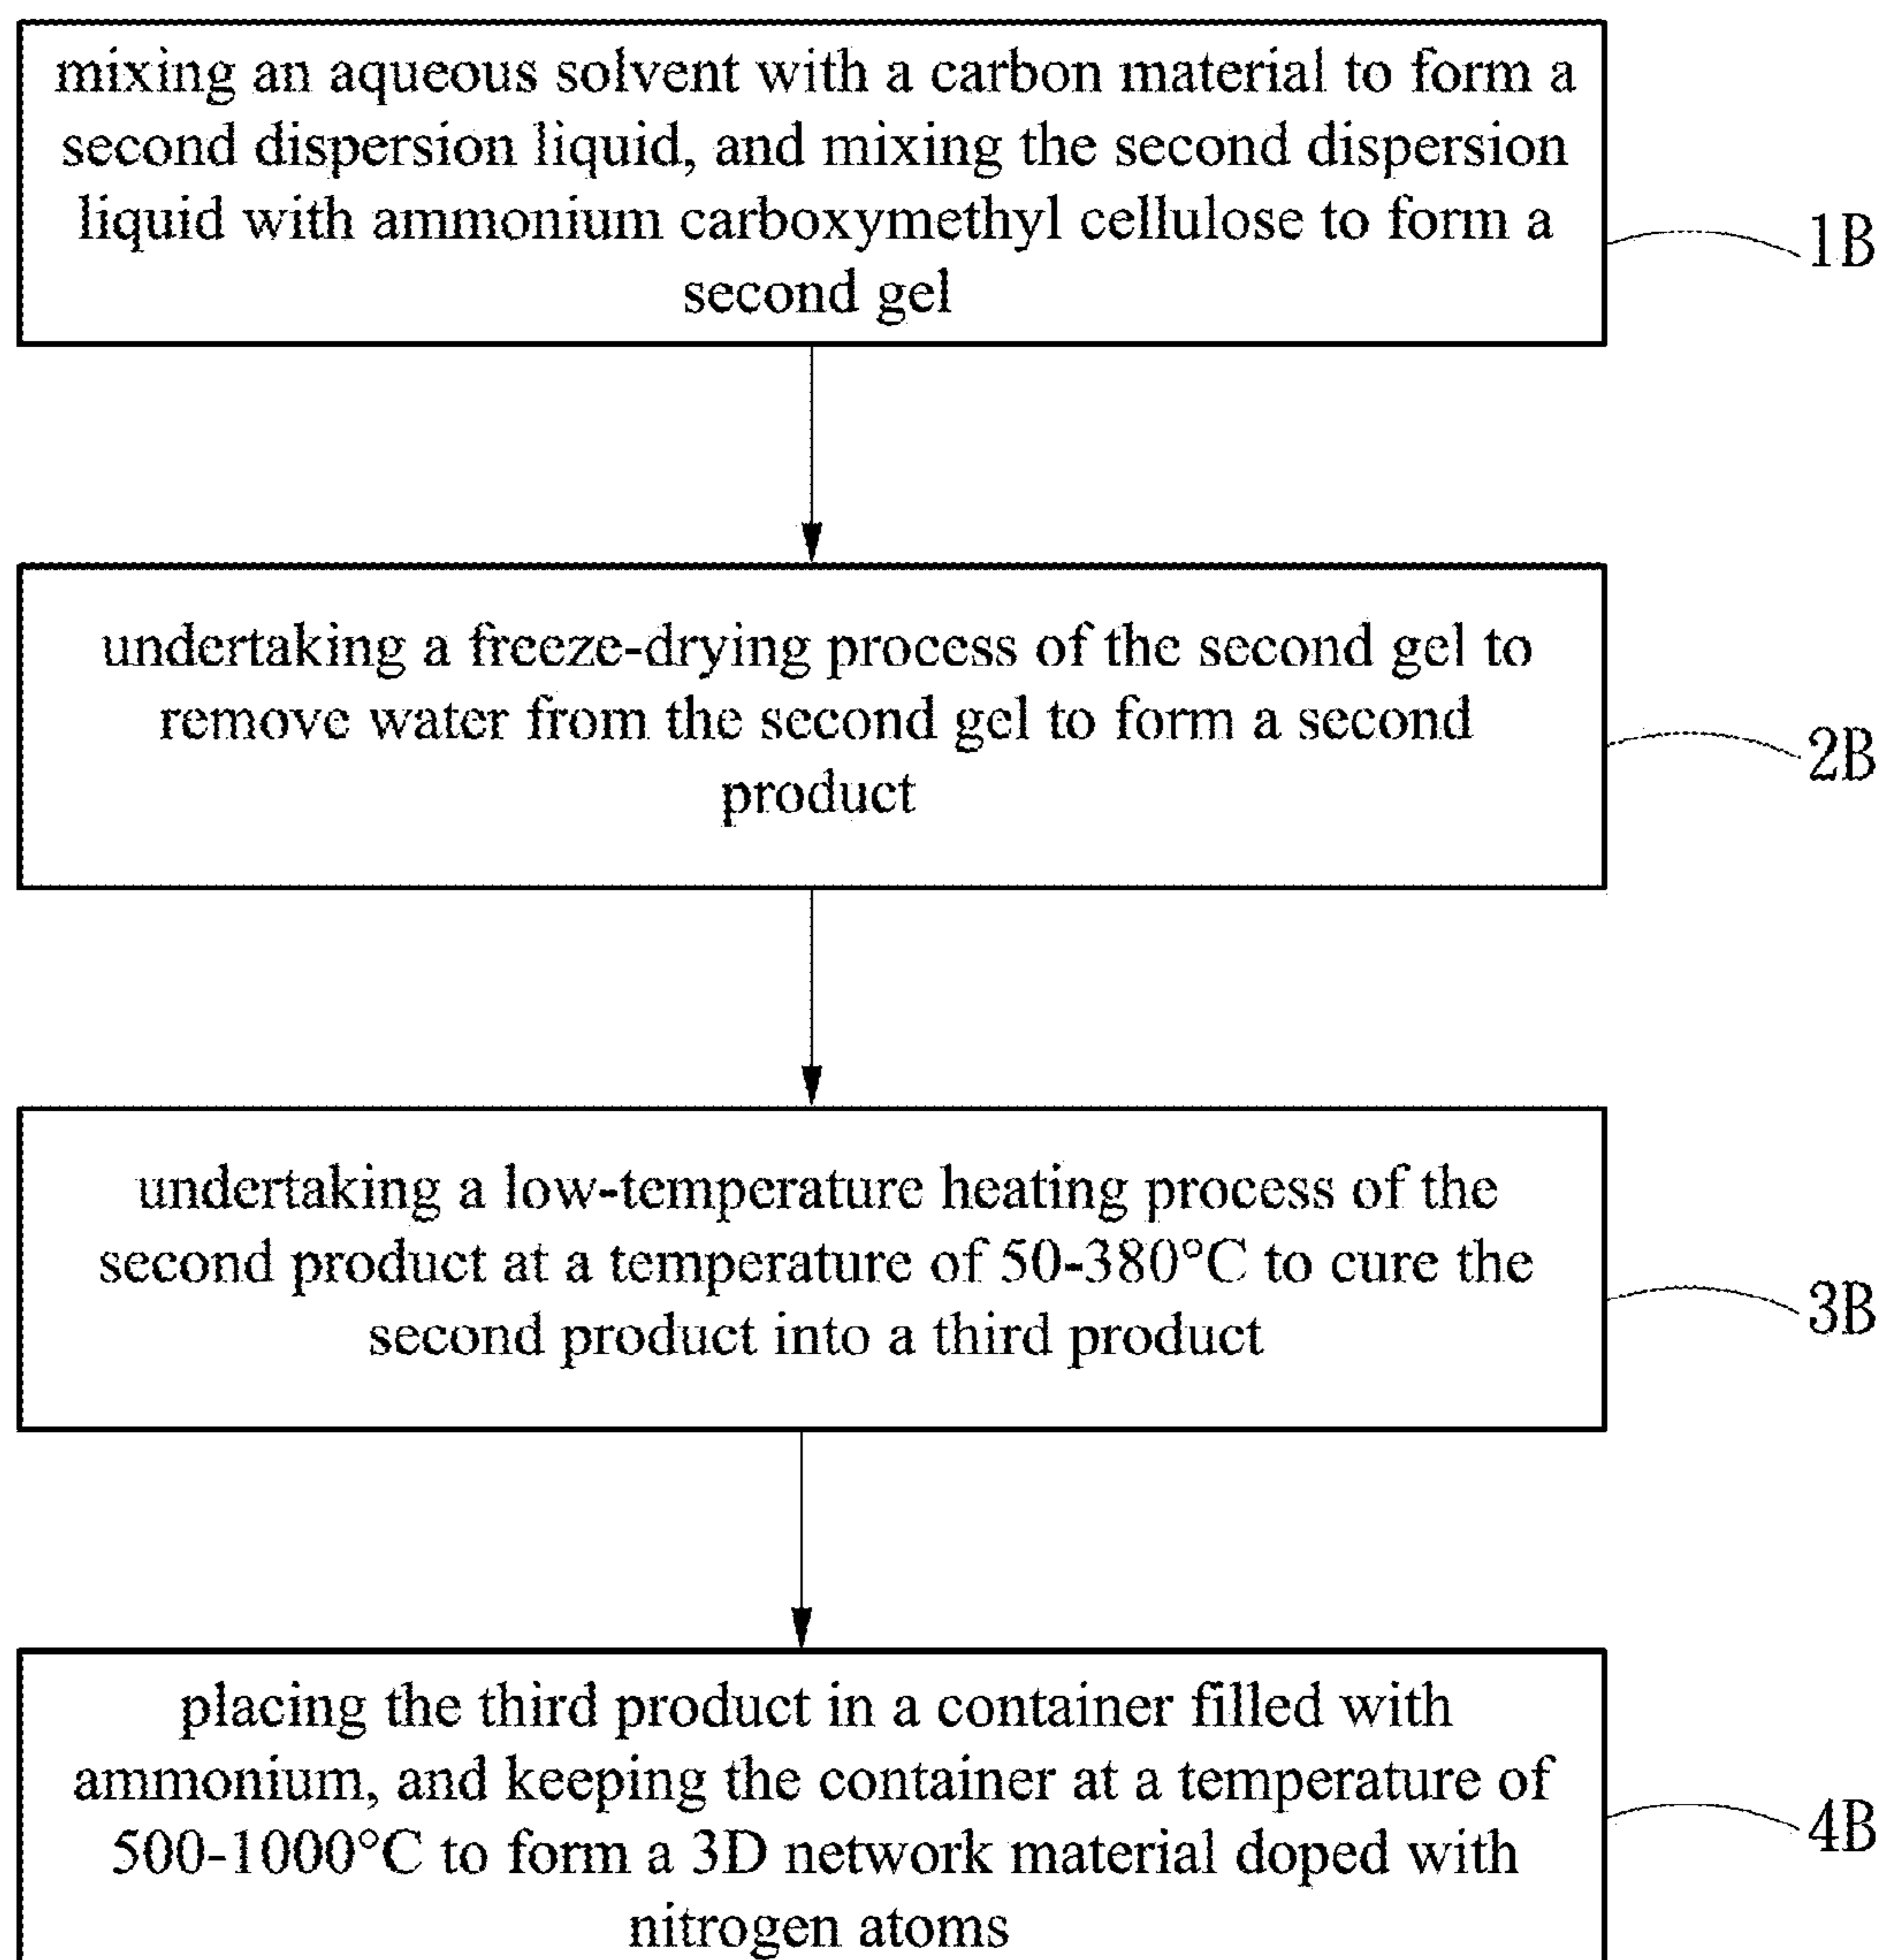 mixing an aqueous solvent with a carbon material to form a
second dispersion liquid, and mixing the second dispersion
liquid with ammonium carboxymethyl cellulose to form a
second gel
1B
undertaking a freeze-drying process of the second gel to
remove water from the second gel to form a second
product
2B
undertaking a low-temperature heating process of the
second product at a temperature of 50-380°C to cure the
second product into a third product
3B
placing the third product in a container filled with
ammonium, and keeping the container at a temperature of
500-1000°C to form a 3D network material doped with
nitrogen atoms
4B